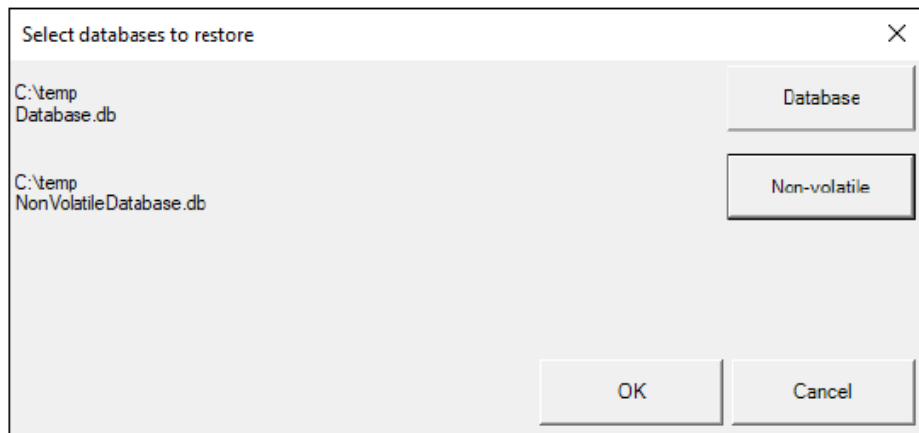 Select databases to restore
C:\temp
Database.db
Database
C:\temp
NonVolatileDatabase.db
Non-volatile
OK
Cancel